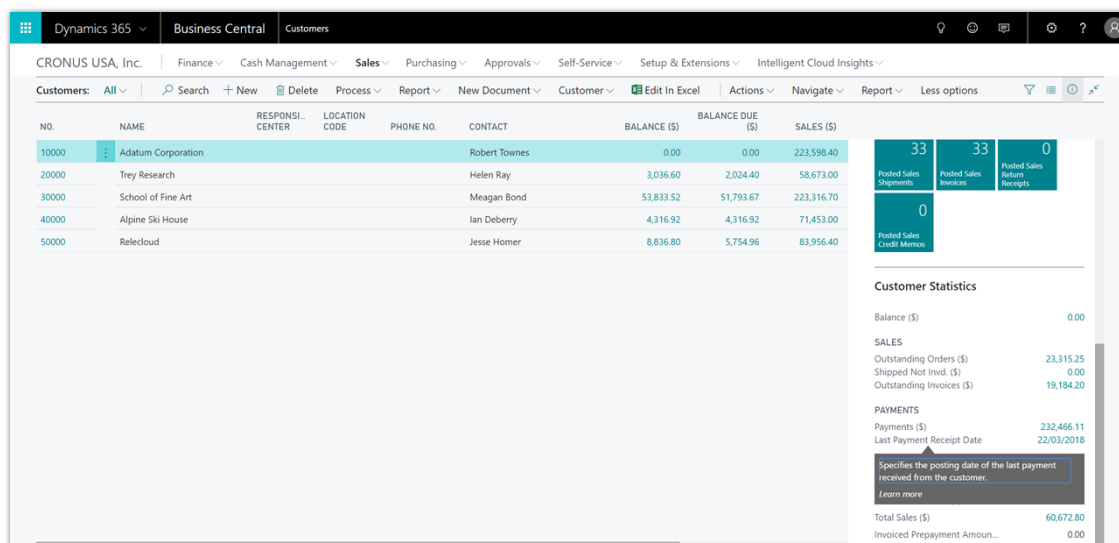 Dynamics 365 Business Central Customers ?
CRONUS USA, Inc. Finance Cash Management Sales Purchasing Approvals Self-Service Setup & Extensions Intelligent Cloud Insights
Customers: All Search + New Delete Process Report New Document Customer Edit In Excel Actions Navigate Report Less options
NO. NAME RESPONSI... CENTER LOCATION CODE PHONE NO. CONTACT BALANCE ($) BALANCE DUE ($) SALES ($)
10000 Adatum Corporation Robert Townes 0.00 0.00 223,598.40
20000 Trey Research Helen Ray 3,036.60 2,024.40 58,673.00
30000 School of Fine Art Meagan Bond 53,833.52 51,793.67 223,316.70
40000 Alpine Ski House Ian Deberry 4,316.92 4,316.92 71,453.00
50000 Relecloud Jesse Homer 8,836.80 5,754.96 83,956.40
33 33 0
Posted Sales Shipments Posted Sales Invoices Posted Sales Return Receipts
0
Posted Sales Credit Memos
Customer Statistics
Balance ($) 0.00
SALES
Outstanding Orders ($) 23,315.25
Shipped Not Invd. ($) 0.00
Outstanding Invoices ($) 19,184.20
PAYMENTS
Payments ($) 232,466.11
Last Payment Receipt Date 22/03/2018
Specifies the posting date of the last payment
received from the customer.
Learn more
Total Sales ($) 60,672.80
Invoiced Prepayment Amoun... 0.00